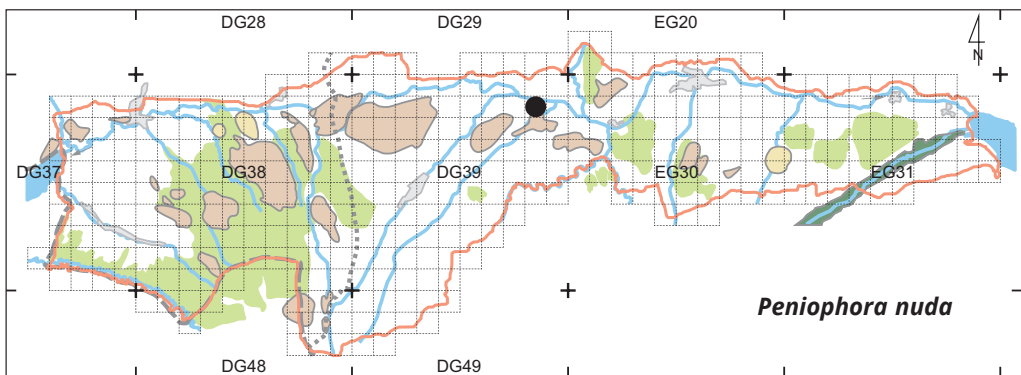 DG28 DG29 EG20
N
DG37 DG38 DG39 EG30 EG31
Peniophora nuda
DG48 DG49